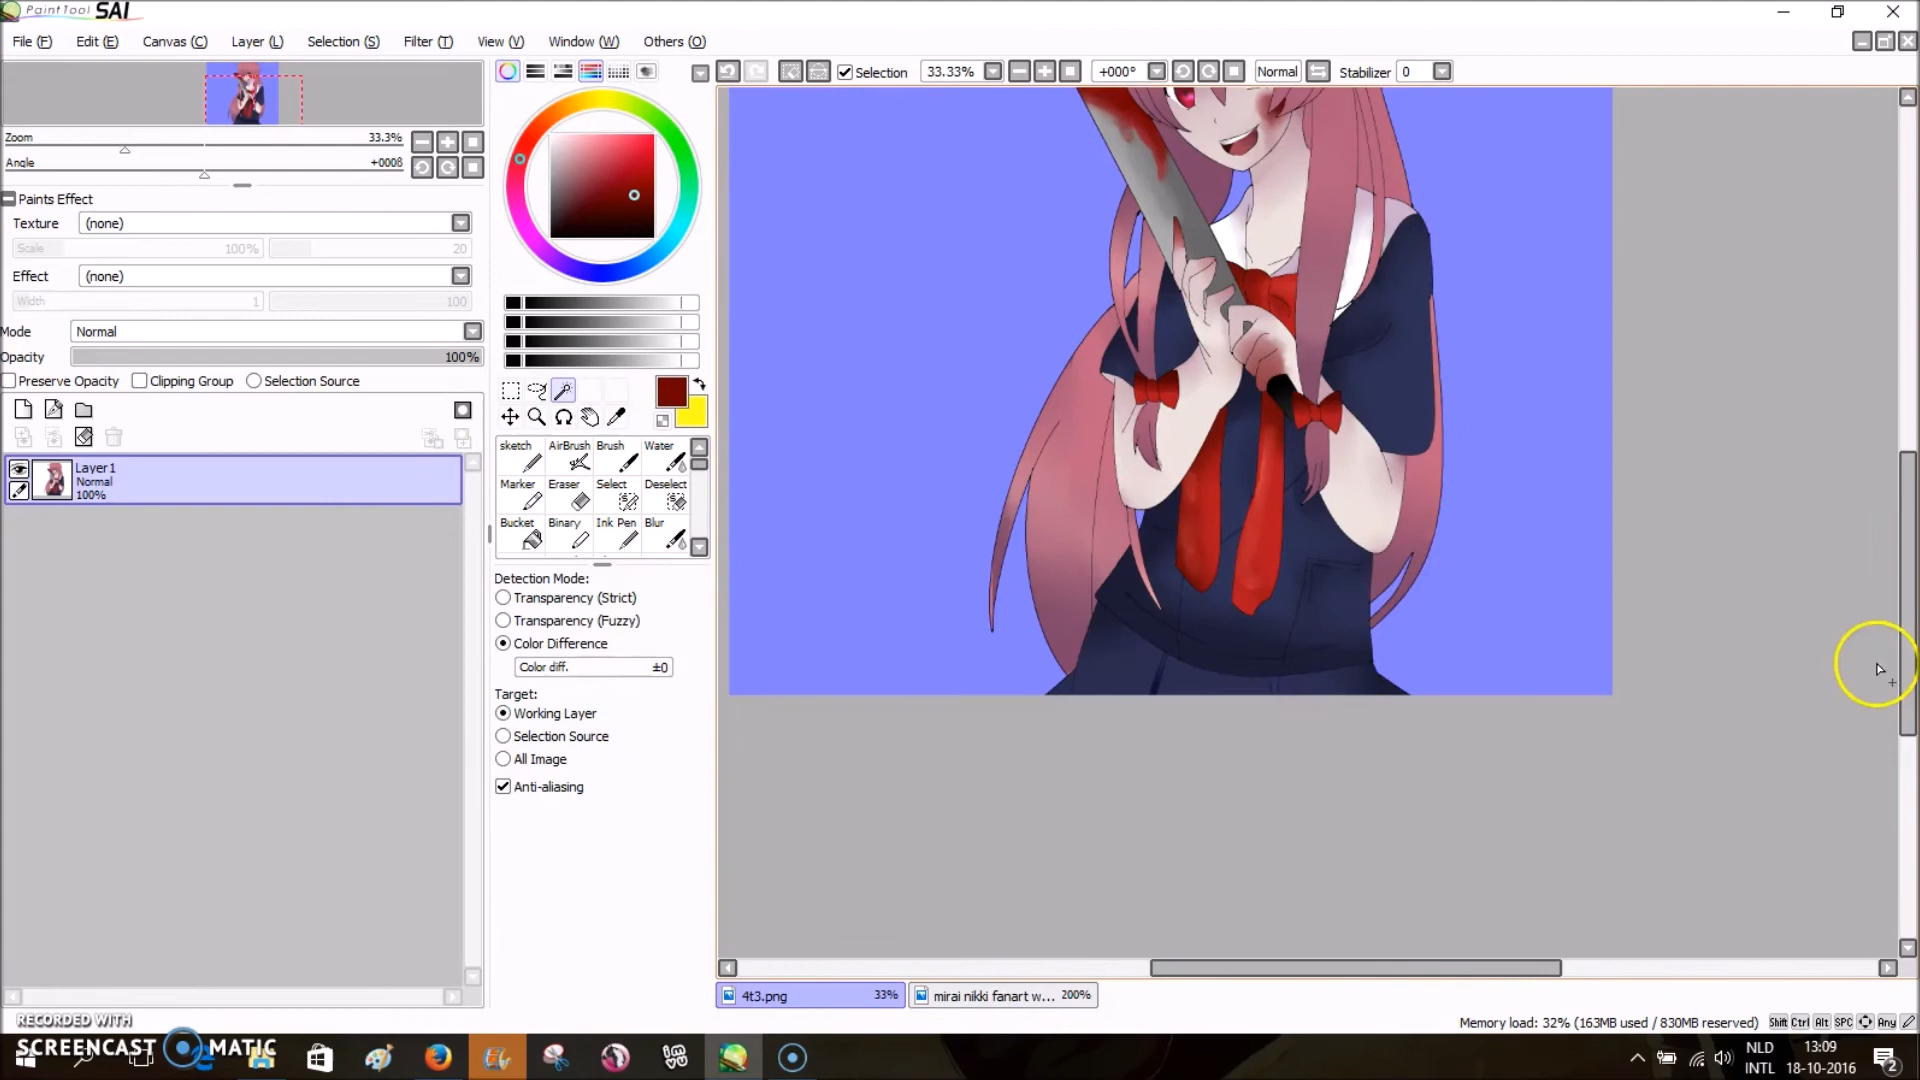 PaintTool SAI
File (F) Edit (E) Canvas (C) Layer (L) Selection (S) Filter (T) View (V) Window (W) Others (O)
Selection 33.33% +000° Normal Stabilizer 0
Zoom 33.3%
Angle +000ß
Paints Effect
Texture (none)
Scale 100% 20
Effect (none)
Width 1 100
Mode Normal
Opacity 100%
Preserve Opacity Clipping Group Selection Source
Layer1
Normal
100%
sketch AirBrush Brush Water
Marker Eraser Select Deselect
Bucket Binary Ink Pen Blur
Detection Mode:
Transparency (Strict)
Transparency (Fuzzy)
Color Difference
Color diff. ±0
Target:
Working Layer
Selection Source
All Image
Anti-aliasing
4t3.png 33% mirai nikki fanart w... 200%
Memory load: 32% (163MB used / 830MB reserved) Shift Ctrl Alt SPC Any
RECORDED WITH
SCREENCAST MATIC
NLD 13:09
INTL 18-10-2016 2